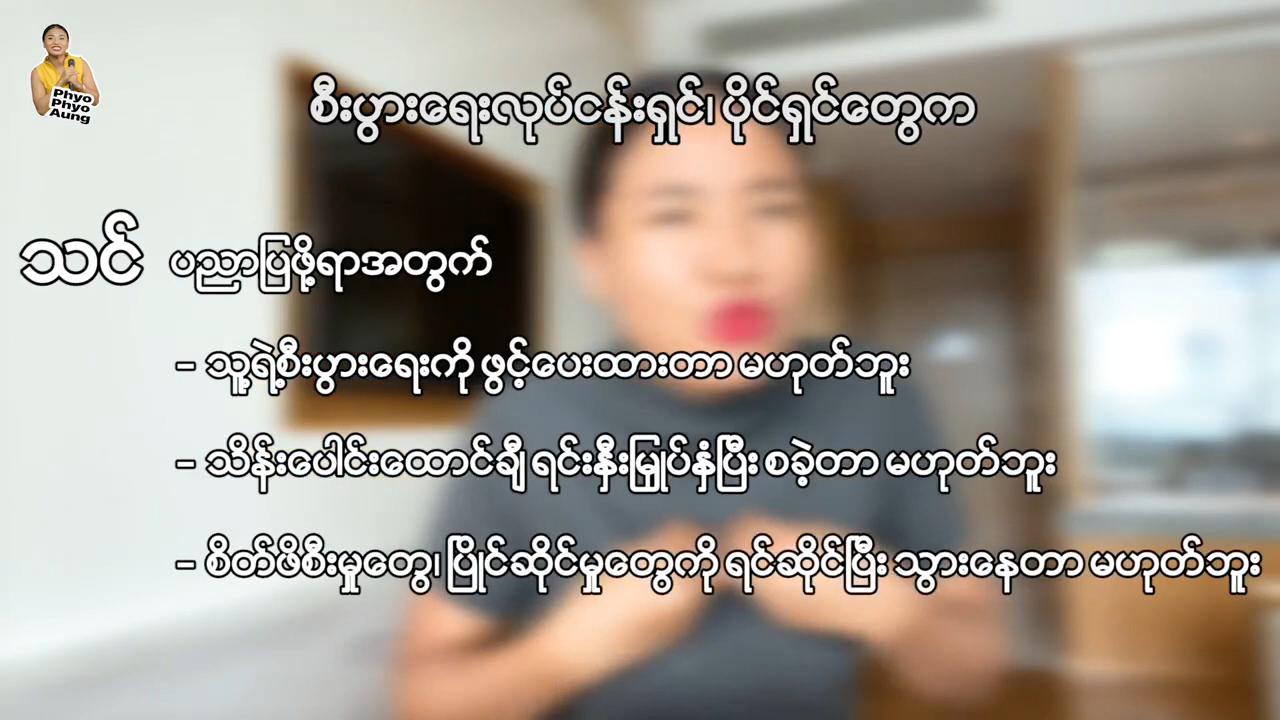 Phyo
Phyo
Aung
စီးပွားရေးလုပ်ငန်းရှင်၊ ပိုင်ရှင်တွေက
သင် ပညာပြဖို့ရာအတွက်
- သူ့ရဲ့စီးပွားရေးကို ဖွင့်ပေးထားတာ မဟုတ်ဘူး
- သိန်းပေါင်းထောင်ချီ ရင်းနှီးမြှုပ်နှံပြီး စခဲ့တာ မဟုတ်ဘူး
- စိတ်ဖိစီးမှုတွေ၊ ပြိုင်ဆိုင်မှုတွေကို ရင်ဆိုင်ပြီး သွားနေတာ မဟုတ်ဘူး